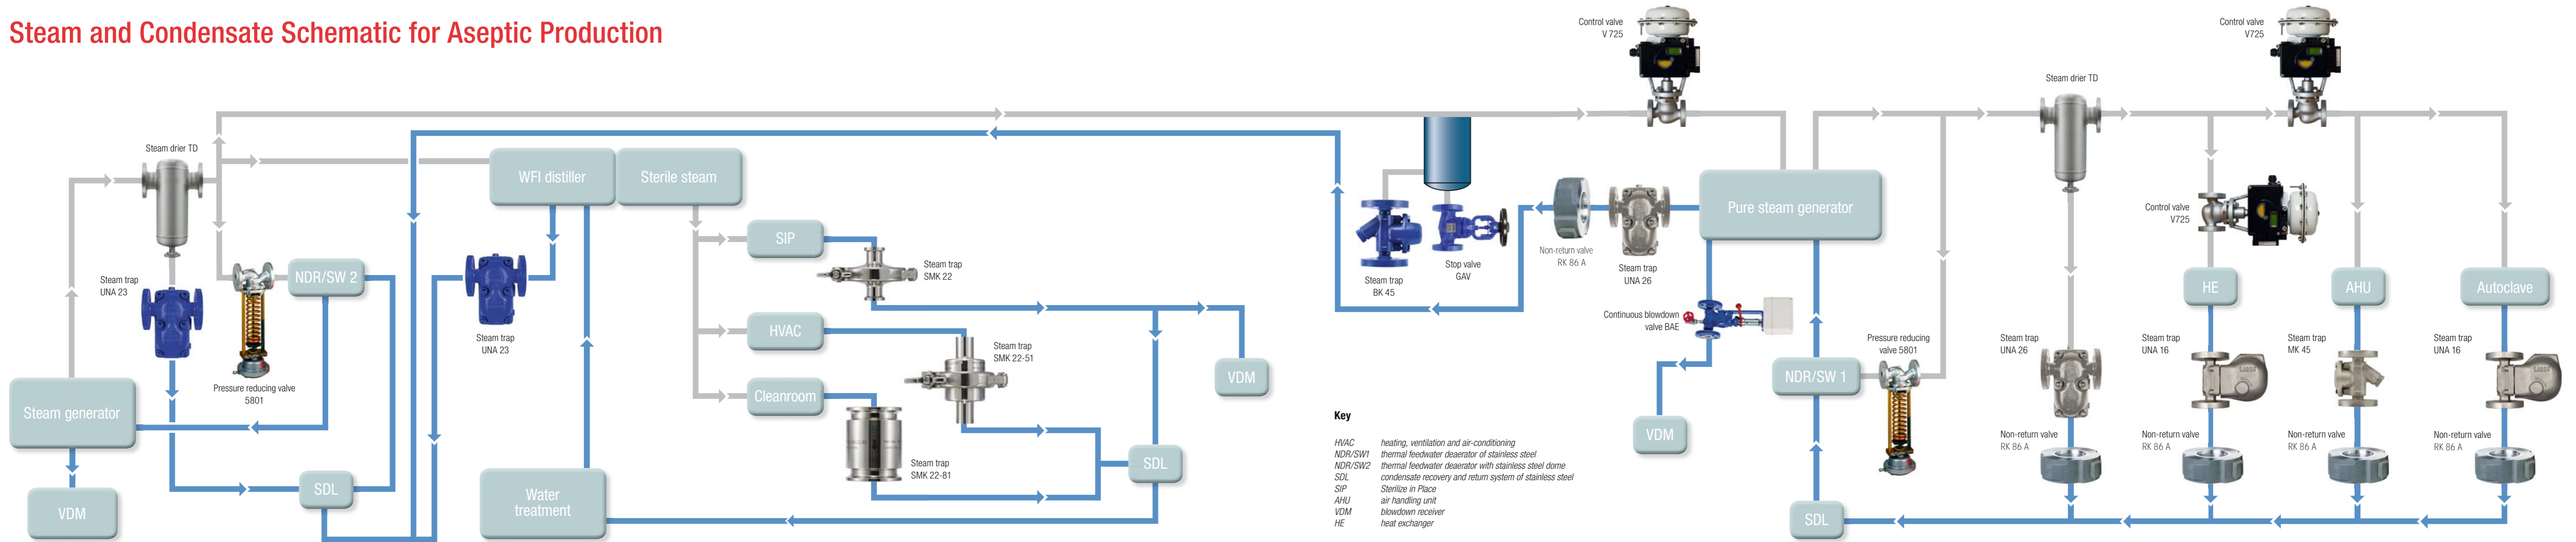 Steam and Condensate Schematic for Aseptic Production
Control valve
V 725
Control valve
V725
Steam drier TD
Steam drier TD
WFI distiller
Sterile steam
Pure steam generator
Control valve
V725
SIP
Steam trap
UNA 23
NDR/SW 2
Steam trap
SMK 22
Steam trap
BK 45
Stop valve
GAV
Non-return valve
RK 86 A
Steam trap
UNA 26
HE
AHU
Autoclave
Continuous blowdown
valve BAE
HVAC
Steam trap
UNA 23
Steam trap
SMK 22-51
Pressure reducing
valve 5801
Steam trap
UNA 26
Steam trap
UNA 16
Steam trap
MK 45
Steam trap
UNA 16
Pressure reducing valve
5801
VDM
NDR/SW 1
Cleanroom
Steam generator
Key
VDM
Non-return valve
RK 86 A
Non-return valve
RK 86 A
Non-return valve
RK 86 A
Non-return valve
RK 86 A
HVAC heating, ventilation and air-conditioning
NDR/SW1 thermal feedwater deaerator of stainless steel
NDR/SW2 thermal feedwater deaerator with stainless steel dome
SDL condensate recovery and return system of stainless steel
SIP Sterilize in Place
AHU air handling unit
VDM blowdown receiver
HE heat exchanger
Steam trap
SMK 22-81
SDL
SDL
Water
treatment
VDM
SDL